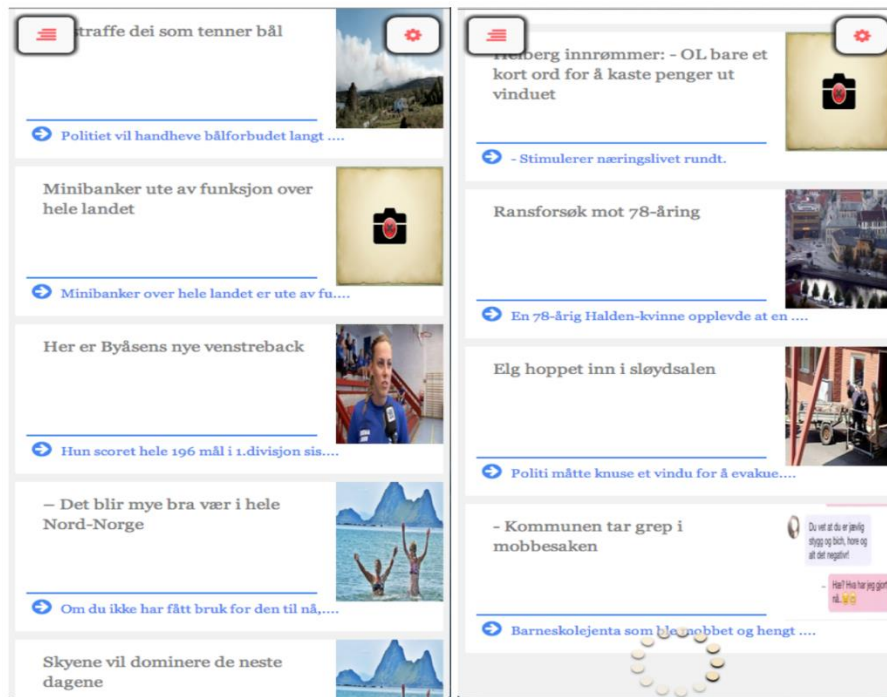 straffe dei som tenner bål
Politiet vil handheve bålforbudet langt ....
Minibanker ute av funksjon over
hele landet
Minibanker over hele landet er ute av fu....
Her er Byåsens nye venstreback
Hun scoret hele 196 mål i 1.divisjon sis....
– Det blir mye bra vær i hele
Nord-Norge
Om du ikke har fått bruk for den til nå,....
Skyene vil dominere de neste
dagene
Helberg innrømmer: - OL bare et
kort ord for å kaste penger ut
vinduet
- Stimulerer næringslivet rundt.
Ransforsøk mot 78-åring
En 78-årig Halden-kvinne opplevde at en ....
Elg hoppet inn i sløydsalen
Politi måtte knuse et vindu for å evakue....
- Kommunen tar grep i
mobbesaken
Du vet at du er jævlig
stygg og bich, hore og
alt det negativ!
Hæ? Hva har jeg gjort
nå..
Barneskolejenta som ble mobbet og hengt ....